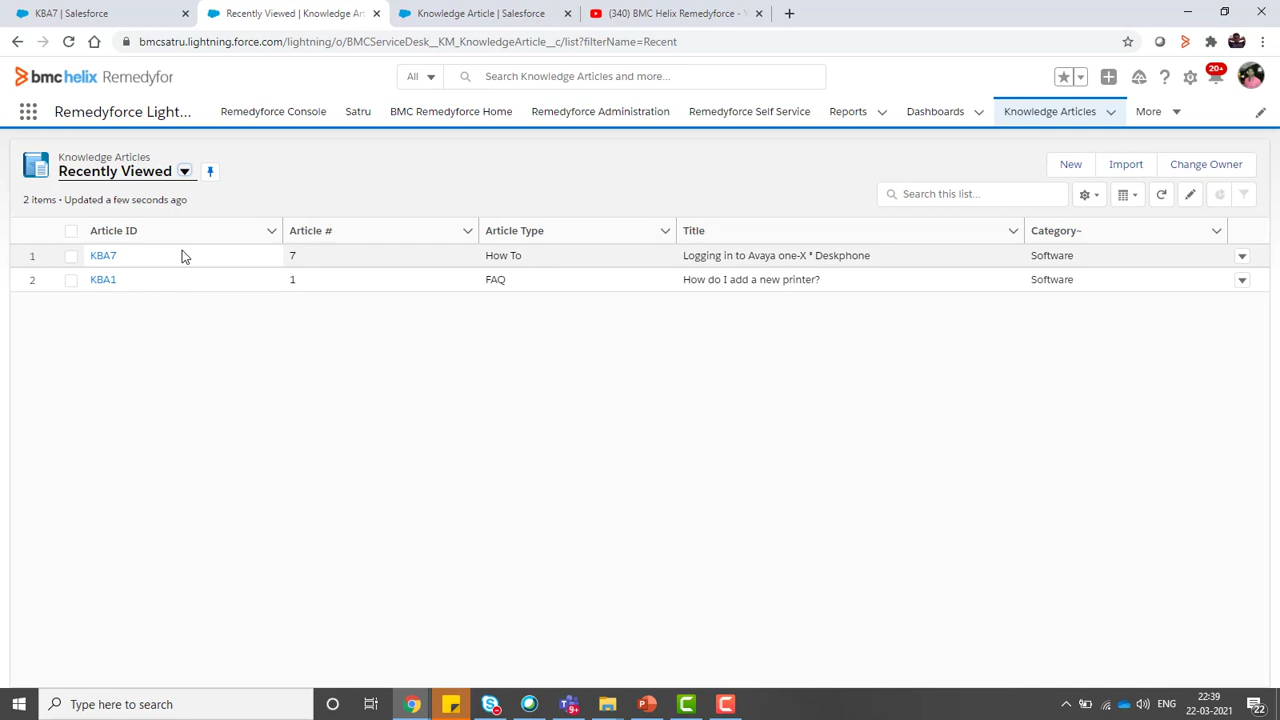 KBA7 | Salesforce
Recently Viewed | Knowledge Ar
Knowledge Article | Salesforce
(340) BMC Helix Remedyforce -
bmcsatru.lightning.force.com/lightning/o/BMCServiceDesk__KM_KnowledgeArticle__c/list?filterName=Recent
bmchelix Remedyfor
All
Search Knowledge Articles and more...
20+
Remedyforce Light...
Remedyforce Console
Satru
BMC Remedyforce Home
Remedyforce Administration
Remedyforce Self Service
Reports
Dashboards
Knowledge Articles
More
Knowledge Articles
Recently Viewed
New
Import
Change Owner
2 items • Updated a few seconds ago
Search this list...
Article ID Article # Article Type Title Category~
1 KBA7 7 How To Logging in to Avaya one-X * Deskphone Software
2 KBA1 1 FAQ How do I add a new printer? Software
Type here to search
9+
ENG
22:39
22-03-2021
22